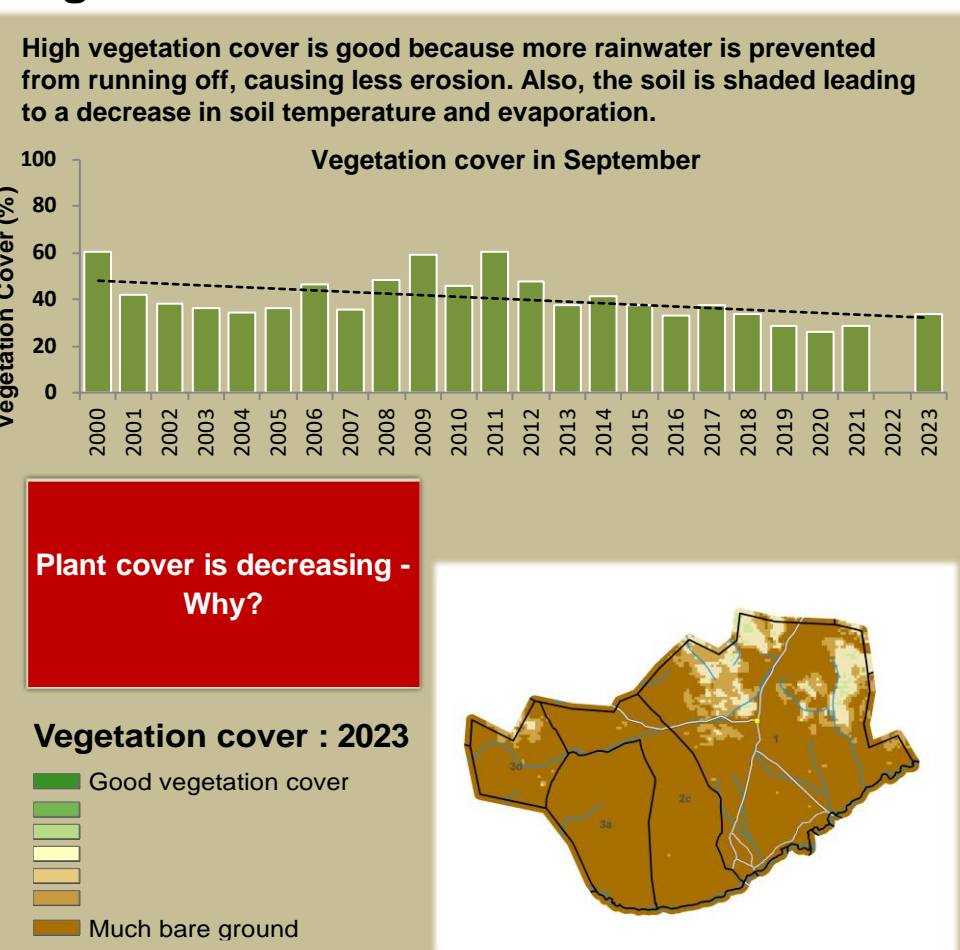 High vegetation cover is good because more rainwater is prevented
from running off, causing less erosion. Also, the soil is shaded leading
to a decrease in soil temperature and evaporation.
Vegetation cover in September
Vegetation Cover (%)
100
80
60
40
20
0
2000 2001 2002 2003 2004 2005 2006 2007 2008 2009 2010 2011 2012 2013 2014 2015 2016 2017 2018 2019 2020 2021 2022 2023
Plant cover is decreasing -
Why?
Vegetation cover : 2023
Good vegetation cover
Much bare ground
1
3d
2c
3a